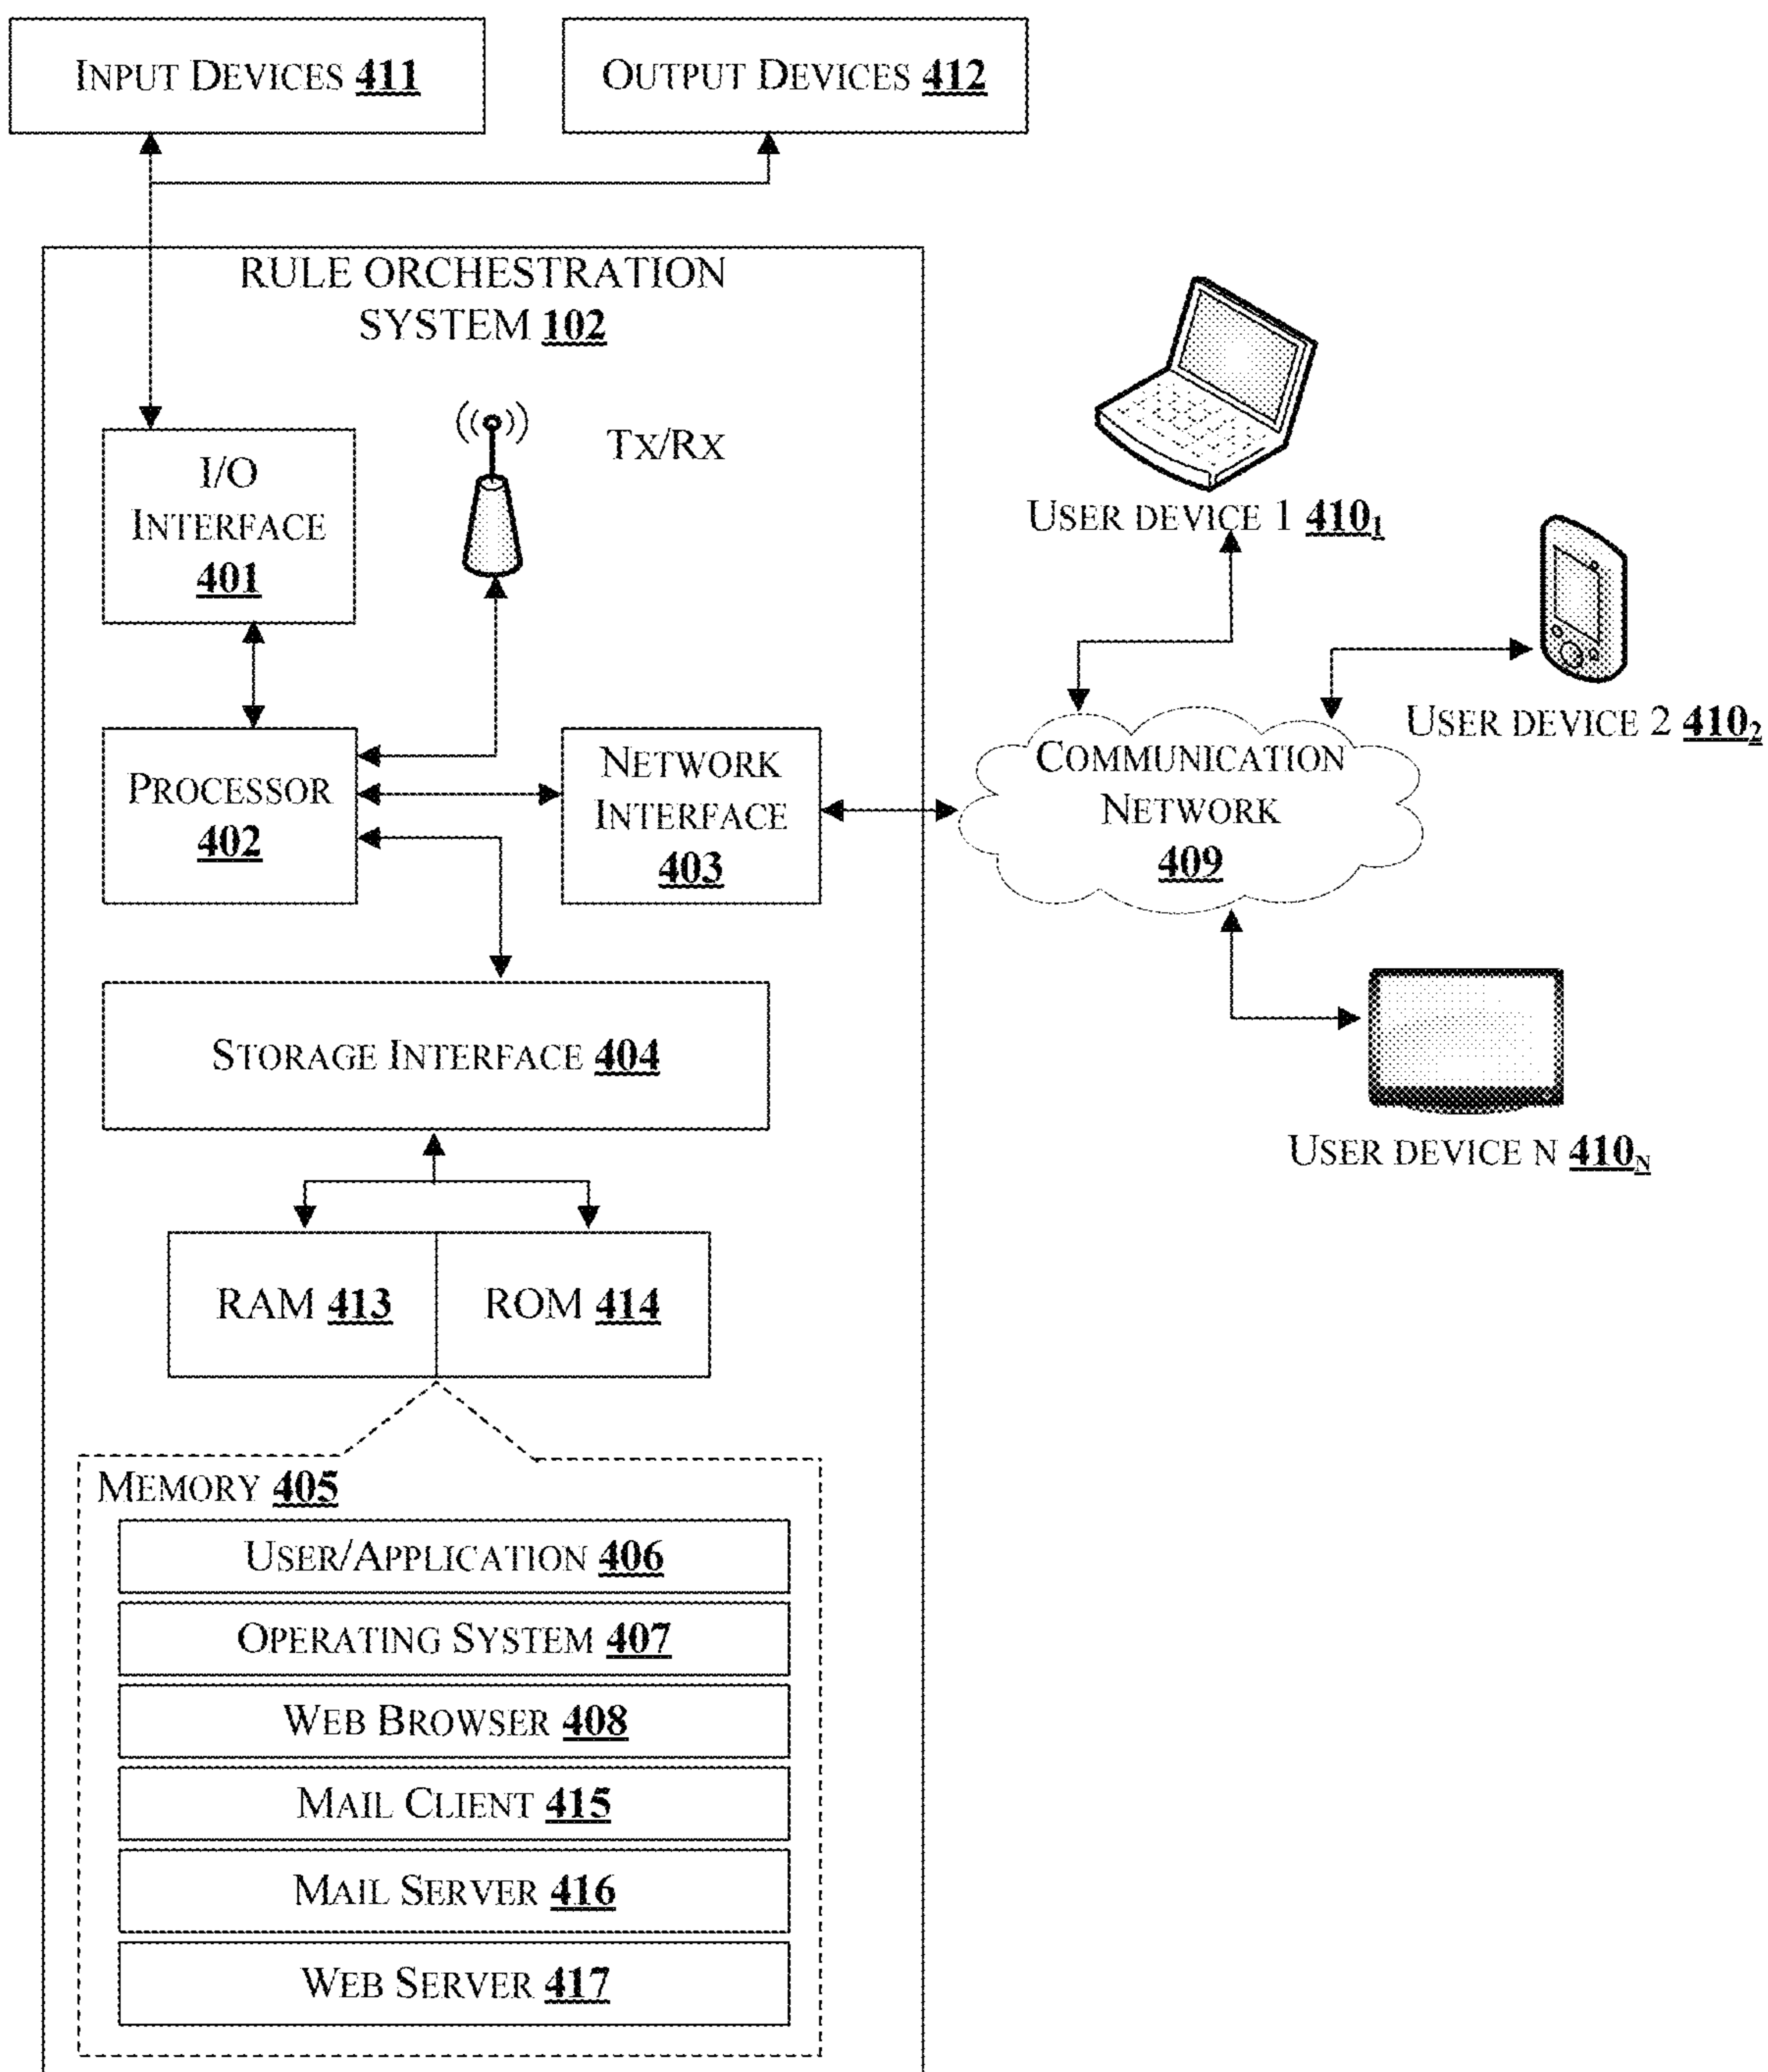 INPUT DEVICES 411
OUTPUT DEVICES 412
RULE ORCHESTRATION
SYSTEM 102
TX/RX
I/O
INTERFACE
401
USER DEVICE 1 410₁
USER DEVICE 2 410₂
PROCESSOR
402
NETWORK
INTERFACE
403
COMMUNICATION
NETWORK
409
STORAGE INTERFACE 404
USER DEVICE N 410N
RAM 413
ROM 414
MEMORY 405
USER/APPLICATION 406
OPERATING SYSTEM 407
WEB BROWSER 408
MAIL CLIENT 415
MAIL SERVER 416
WEB SERVER 417